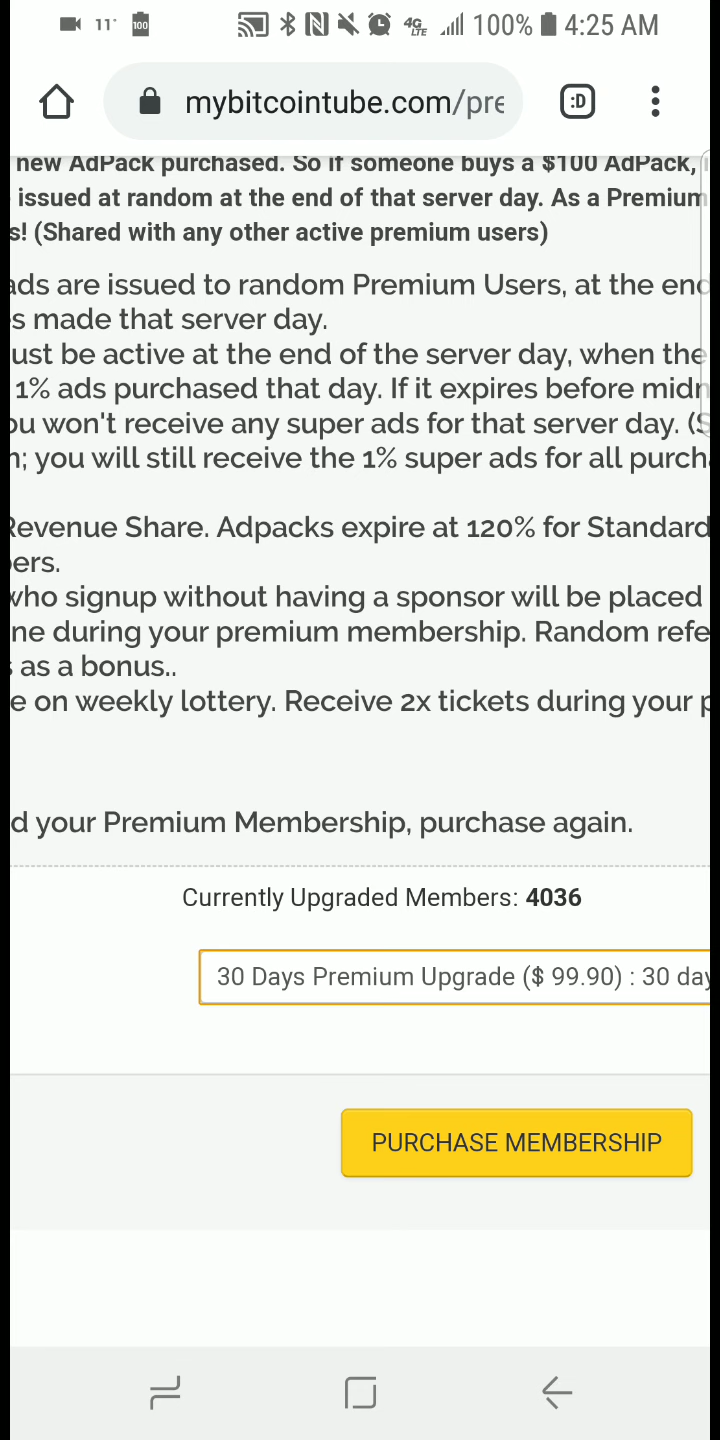 11°
100
4G LTE
100%
4:25 AM
mybitcointube.com/pre
:D
new AdPack purchased. So if someone buys a $100 AdPack,
issued at random at the end of that server day. As a Premium
s! (Shared with any other active premium users)
ads are issued to random Premium Users, at the end
s made that server day.
ust be active at the end of the server day, when the
1% ads purchased that day. If it expires before midn
ou won't receive any super ads for that server day. (S
n; you will still receive the 1% super ads for all purcha
Revenue Share. Adpacks expire at 120% for Standard
ers.
who signup without having a sponsor will be placed
ne during your premium membership. Random refe
s as a bonus..
e on weekly lottery. Receive 2x tickets during your p
d your Premium Membership, purchase again.
Currently Upgraded Members: 4036
30 Days Premium Upgrade ($ 99.90) : 30 day
PURCHASE MEMBERSHIP